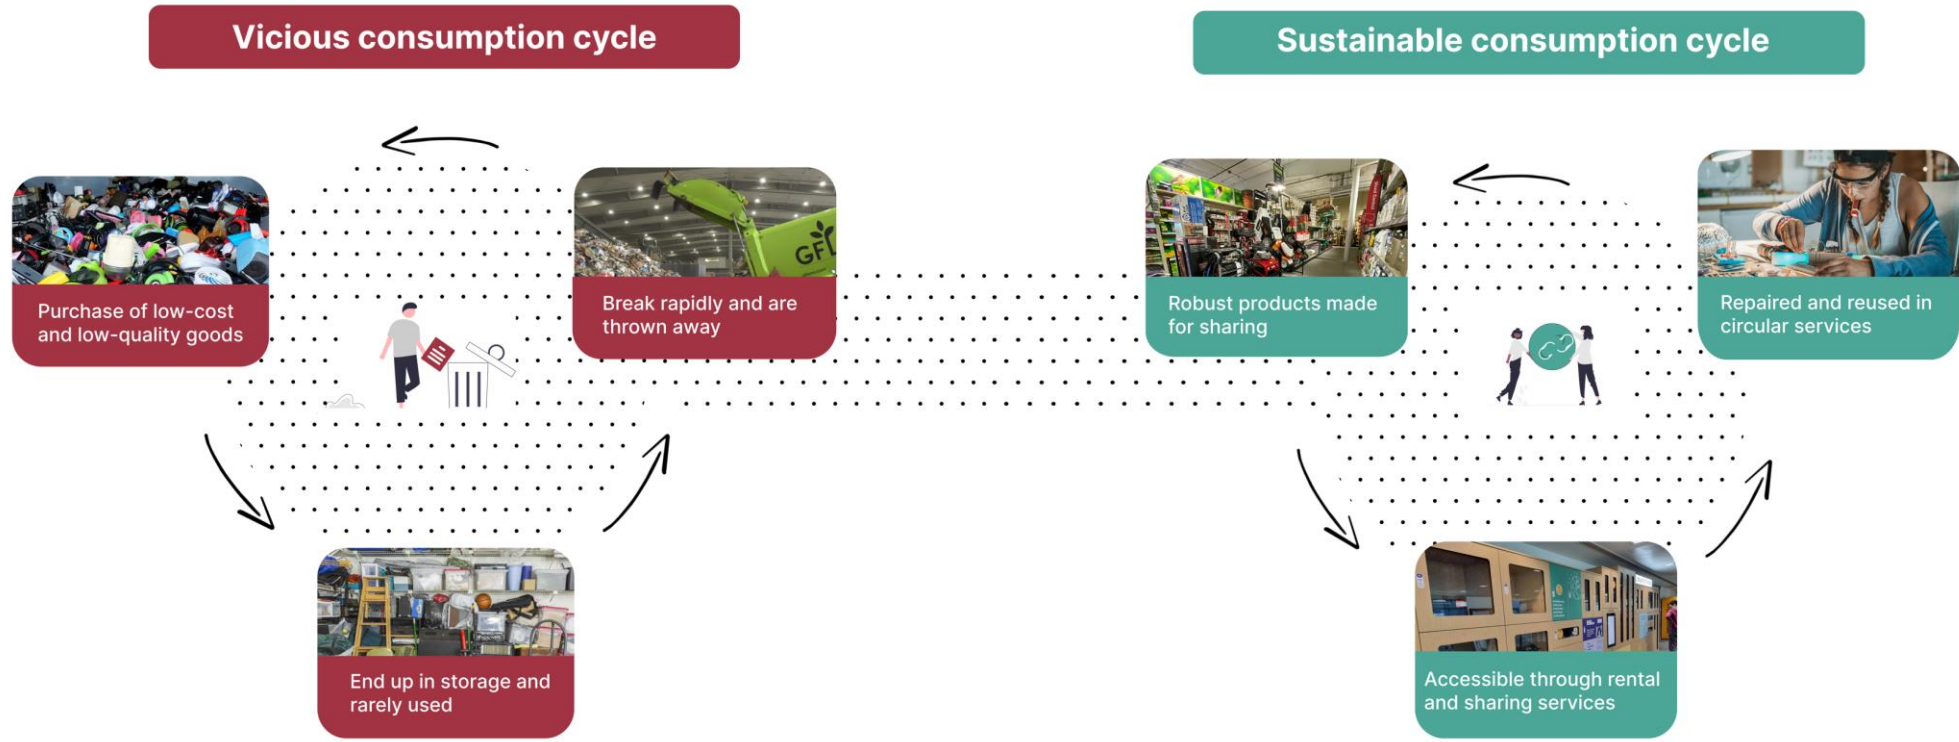 Vicious consumption cycle
Sustainable consumption cycle
Purchase of low-cost
and low-quality goods
GFL
Break rapidly and are
thrown away
End up in storage and
rarely used
Robust products made
for sharing
Repaired and reused in
circular services
Accessible through rental
and sharing services